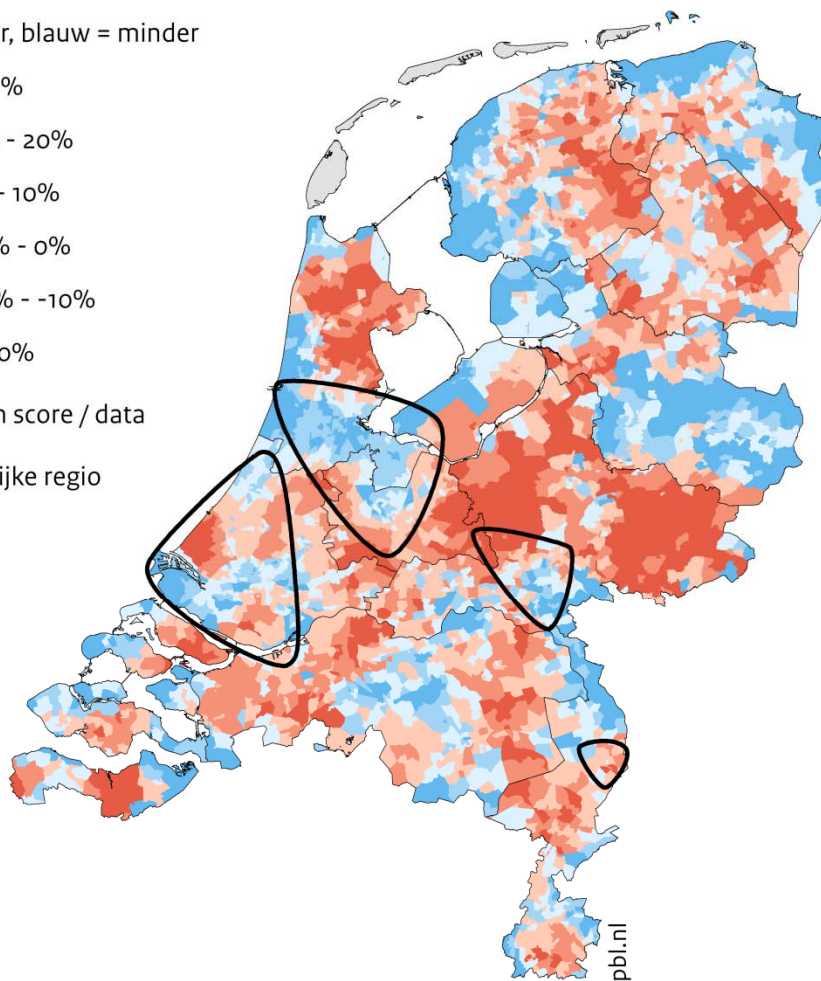 r, blauw = minder
%
- 20%
- 10%
% - 0%
% - -10%
0%
n score / data
ijke regio
pbl.nl